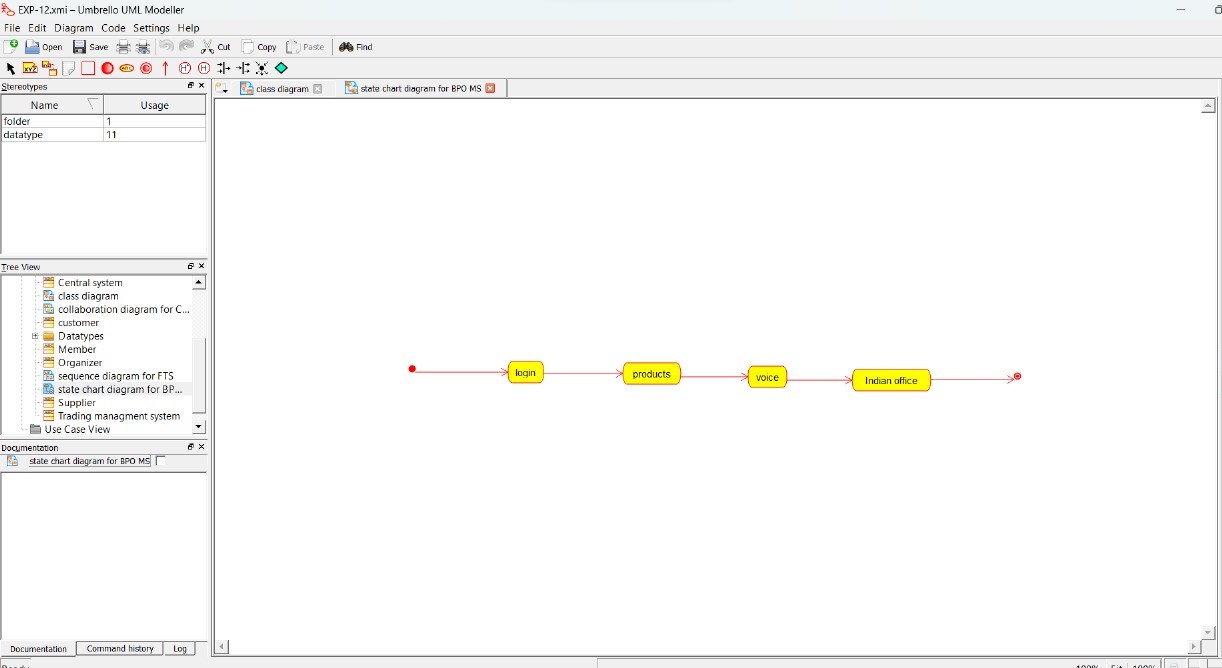 EXP-12.xmi – Umbrello UML Modeller
File Edit Diagram Code Settings Help
Open Save Cut Copy Paste Find
Stereotypes
Name Usage
folder 1
datatype 11
class diagram
state chart diagram for BPO MS
Tree View
Central system
class diagram
collaboration diagram for C...
customer
Datatypes
Member
Organizer
sequence diagram for FTS
state chart diagram for BP...
Supplier
Trading managment system
Use Case View
Documentation
state chart diagram for BPO MS
Documentation Command history Log
login
products
voice
Indian office